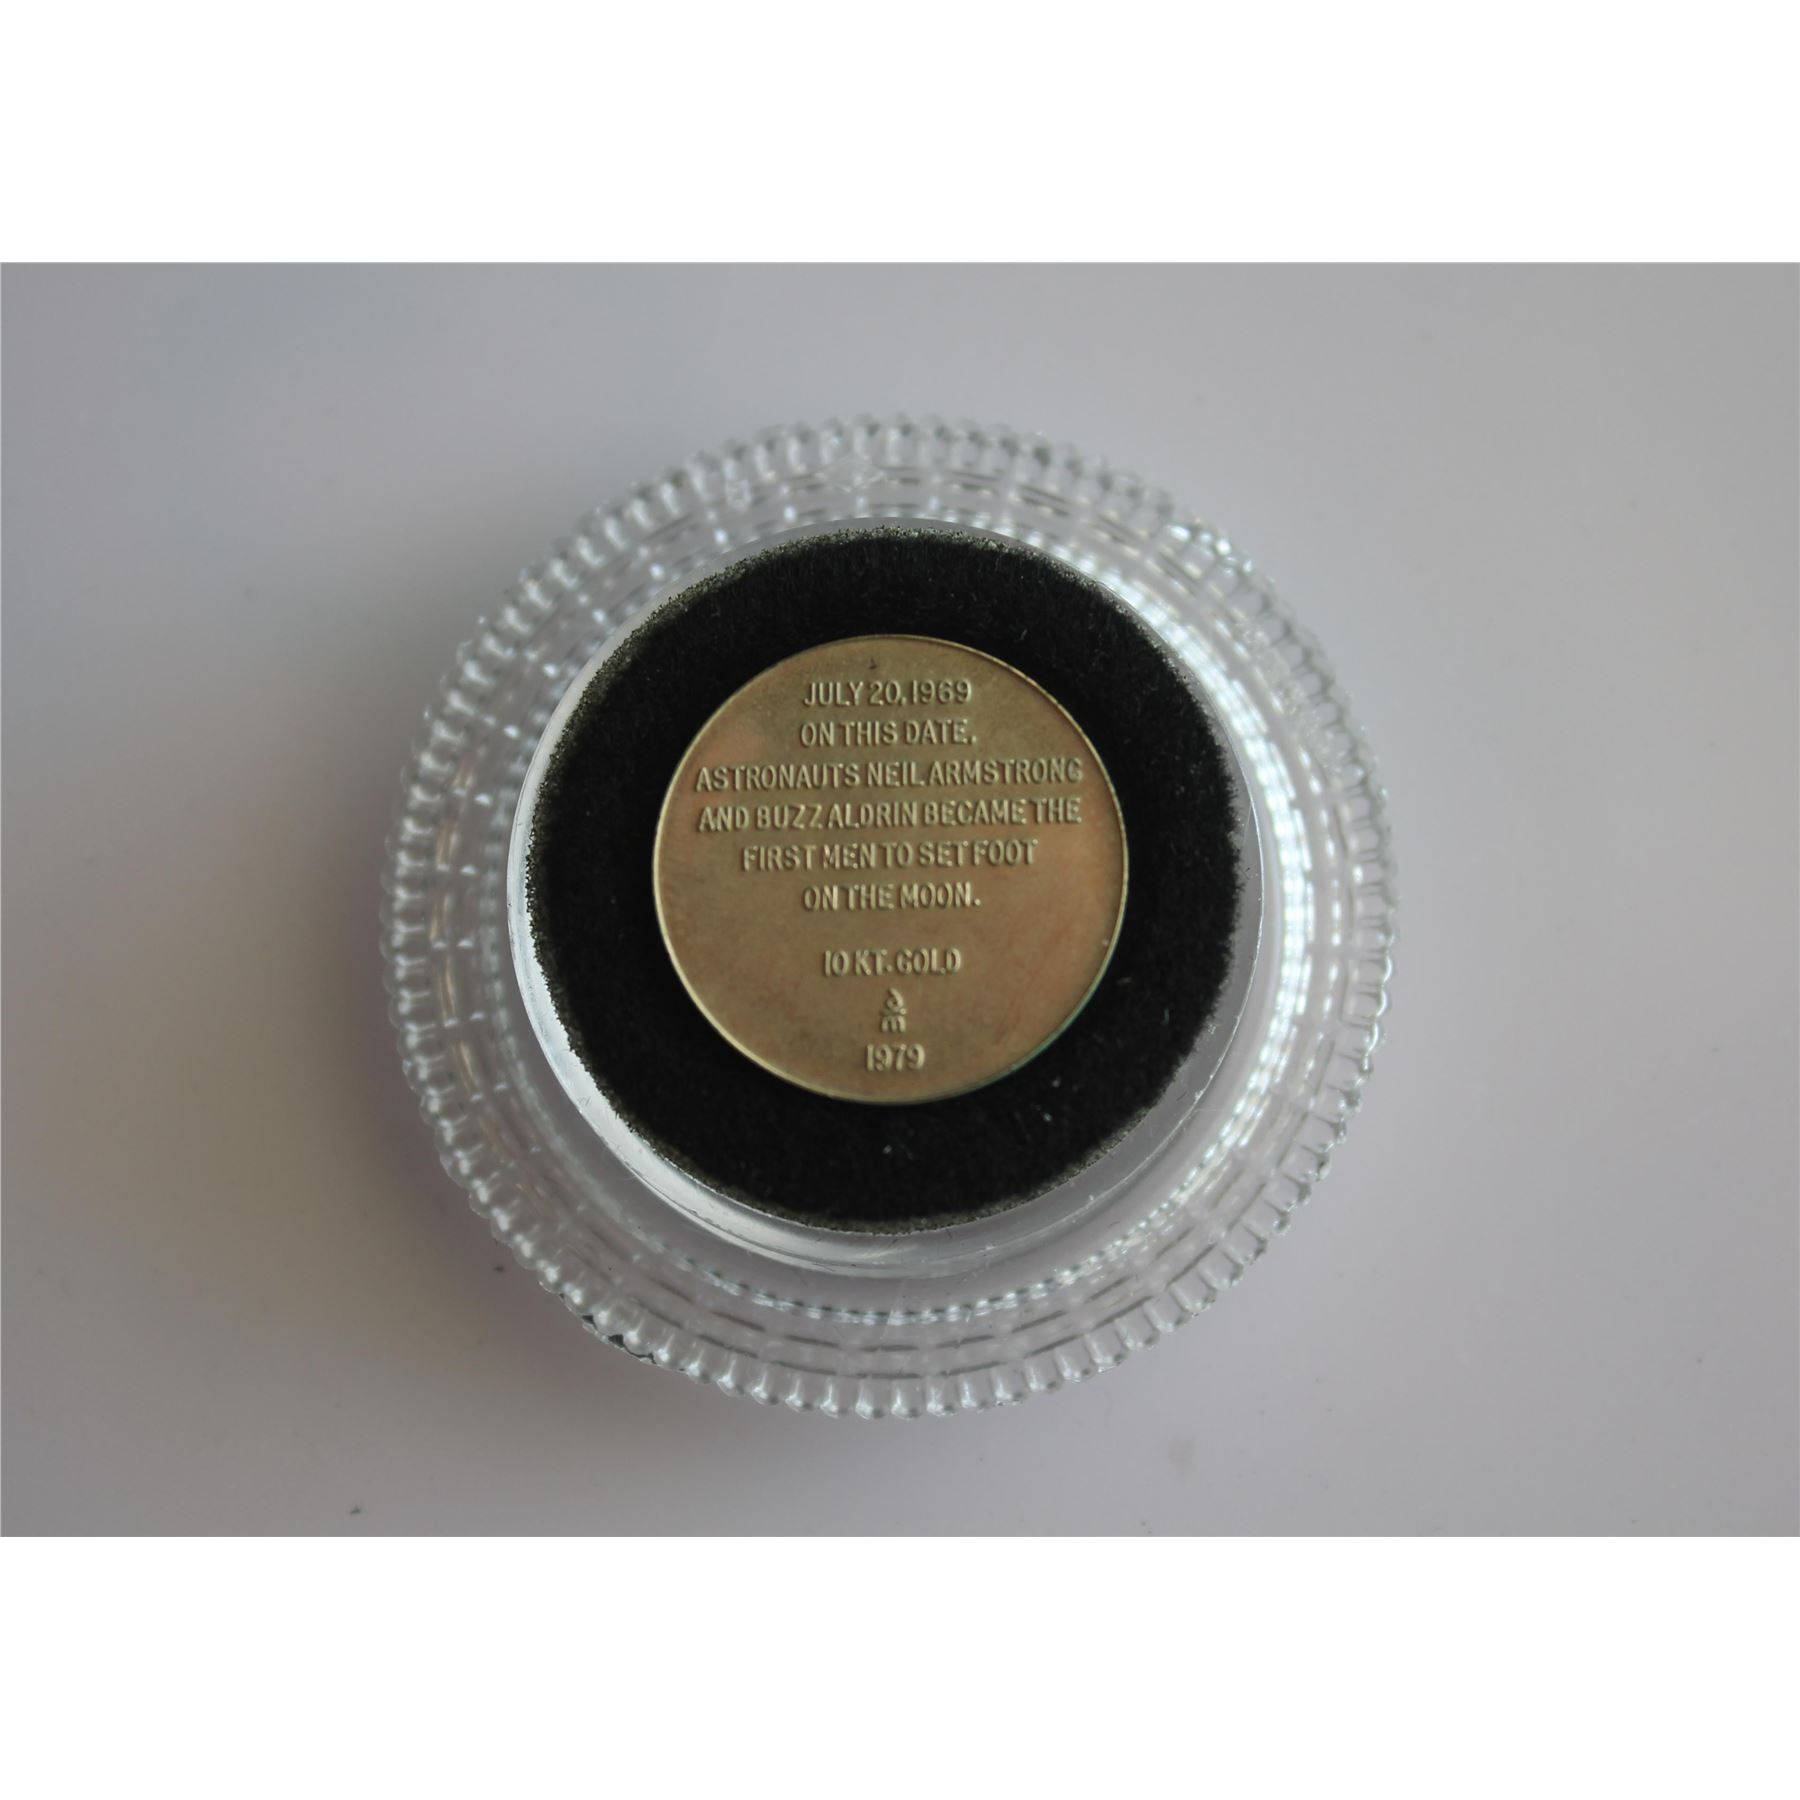 JULY 20, 1969
ON THIS DATE,
ASTRONAUTS NEIL ARMSTRONG
AND BUZZ ALDRIN BECAME THE
FIRST MEN TO SET FOOT
ON THE MOON.
10 KT. GOLD
1979